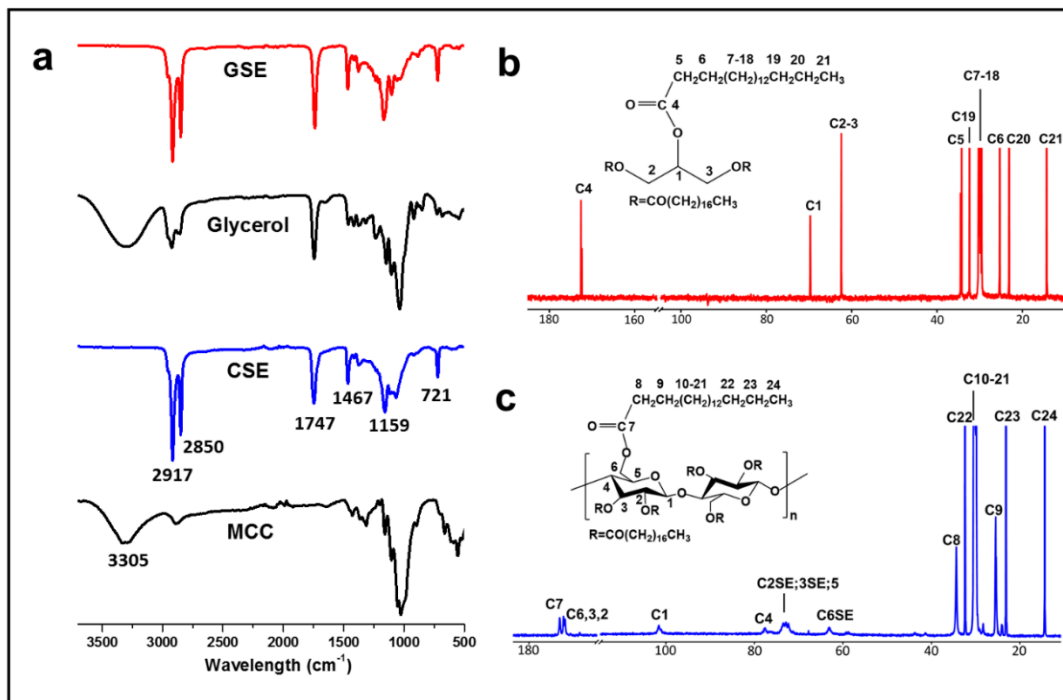 a
GSE
Glycerol
CSE
2917
2850
1747
1467
1159
721
MCC
3305
3500 3000 2500 2000 1500 1000 500
Wavelength (cm⁻¹)
b
5 6 7-18 19 20 21
CH₂CH₂(CH₂)₁₂CH₂CH₂CH₃
O 4
O
RO 2 1 3 OR
R=CO(CH₂)₁₆CH₃
C4
C1
C2-3
C5
C19
C7-18
C6
C20
C21
180 160 100 80 60 40 20
c
8 9 10-21 22 23 24
CH₂CH₂(CH₂)₁₂CH₂CH₂CH₃
O 7
O
6
5
O
4
RO
3
2
OR
1
O
RO
OR
O
O
OR
n
R=CO(CH₂)₁₆CH₃
C7
C6,3,2
C1
C4
C2SE;3SE;5
C6SE
C8
C22
C10-21
C9
C23
C24
180 100 80 60 40 20